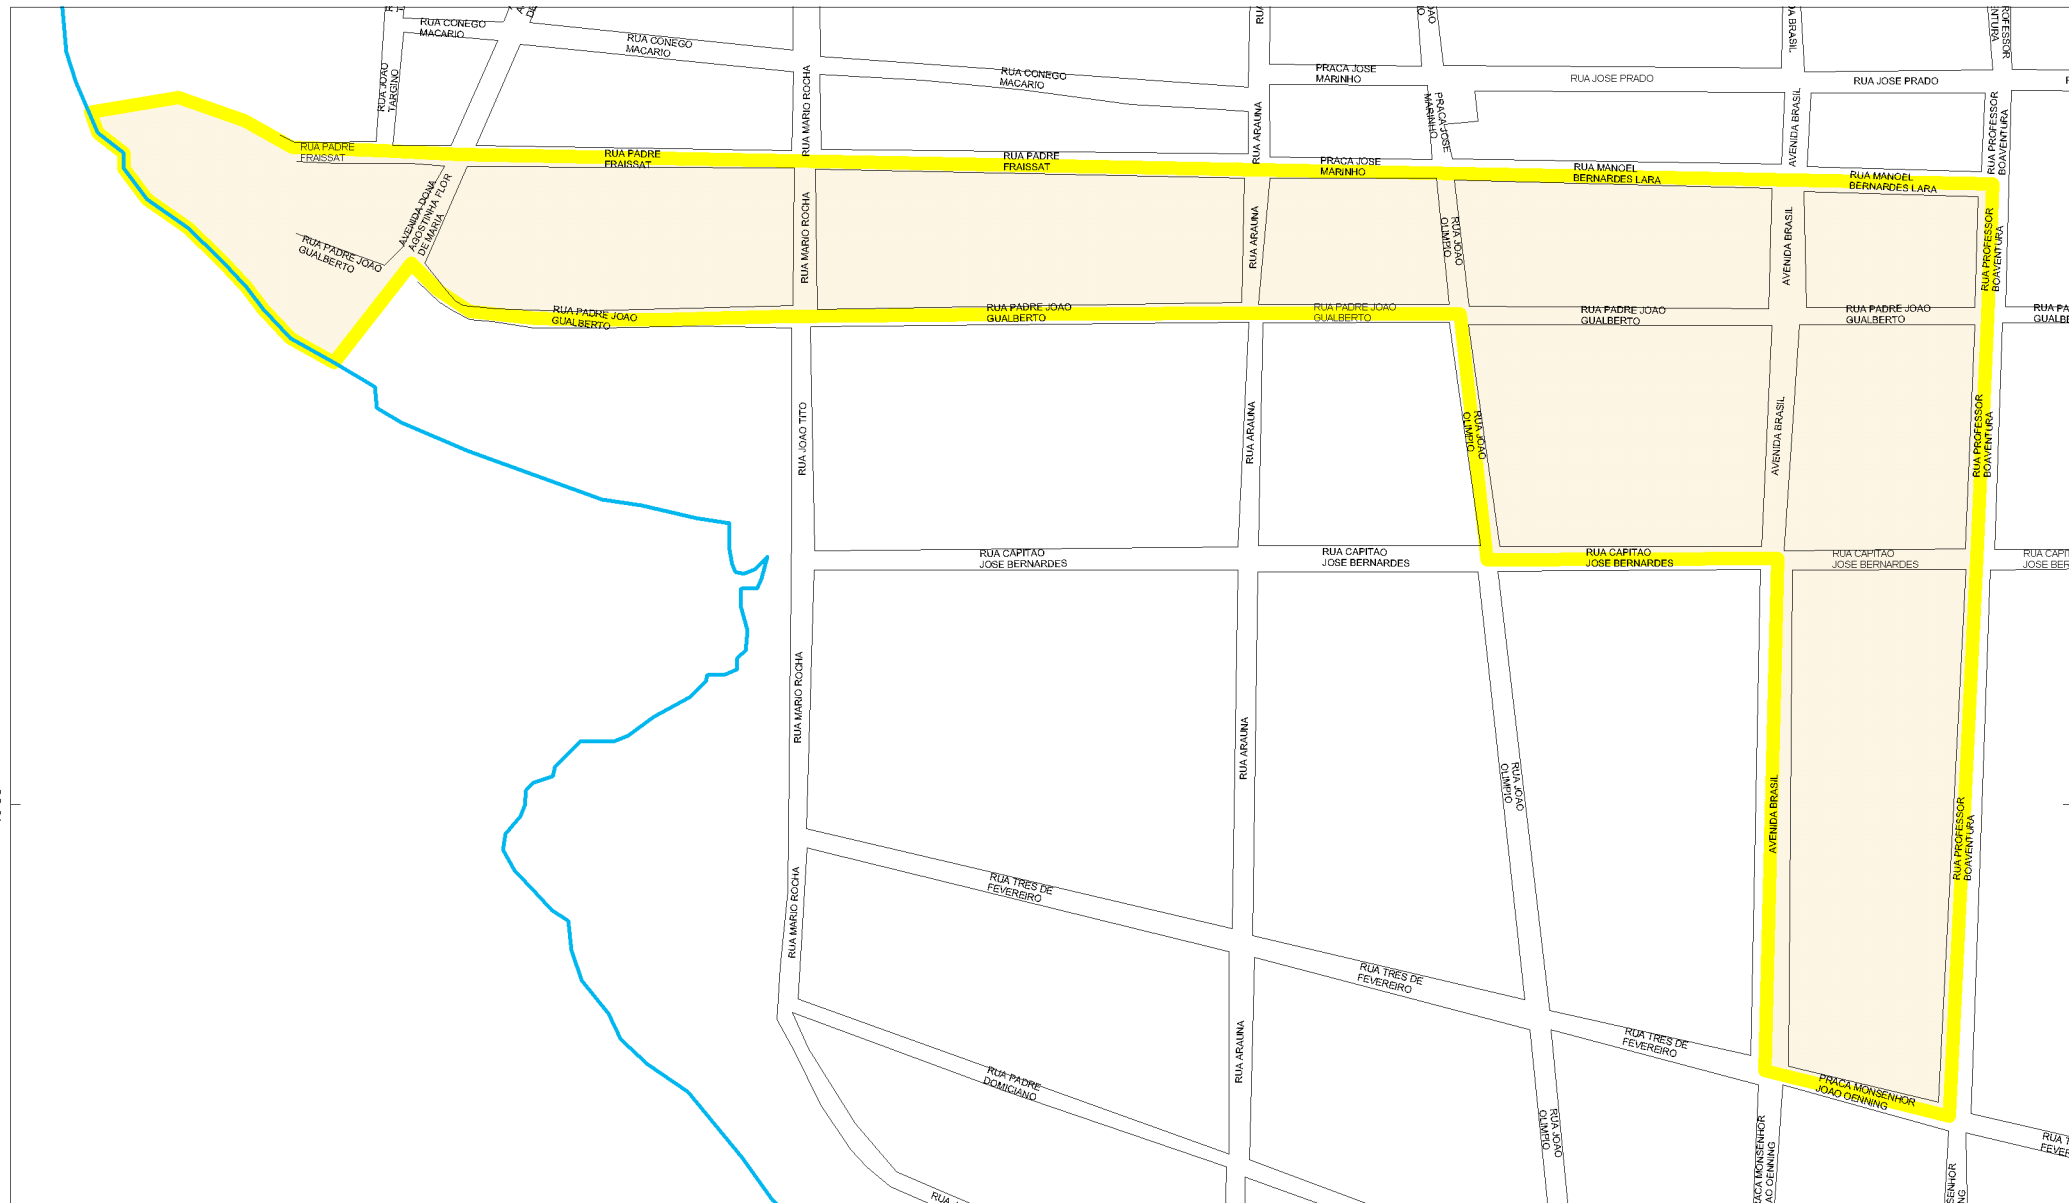 RUA CONEGO
MACARIO
RUA CONEGO
MACARIO
RUA CONEGO
MACARIO
PRACA JOSE
MARINHO
RUA JOSE PRADO
RUA JOSE PRADO
RUA JOAO
TARGINO
RUA MARIO ROCHA
RUA ARAUNA
PRACA JOSE
MARINHO
AVENIDA BRASIL
RUA PROFESSOR
BOAVENTURA
RUA PADRE
FRAISSAT
RUA PADRE
FRAISSAT
RUA PADRE
FRAISSAT
PRACA JOSE
MARINHO
RUA MANOEL
BERNARDES LARA
RUA MANOEL
BERNARDES LARA
AVENIDA DONA
AGOSTINHA FLOR
DE MARIA
RUA MARIO ROCHA
RUA ARAUNA
RUA JOAO
OLIMPIO
AVENIDA BRASIL
RUA PROFESSOR
BOAVENTURA
RUA PADRE JOAO
GUALBERTO
RUA PADRE JOAO
GUALBERTO
RUA PADRE JOAO
GUALBERTO
RUA PADRE JOAO
GUALBERTO
RUA PADRE JOAO
GUALBERTO
RUA PADRE JOAO
GUALBERTO
RUA JOAO TITO
RUA ARAUNA
RUA JOAO
OLIMPIO
AVENIDA BRASIL
RUA PROFESSOR
BOAVENTURA
RUA CAPITAO
JOSE BERNARDES
RUA CAPITAO
JOSE BERNARDES
RUA CAPITAO
JOSE BERNARDES
RUA CAPITAO
JOSE BERNARDES
RUA MARIO ROCHA
RUA ARAUNA
RUA JOAO
OLIMPIO
AVENIDA BRASIL
RUA PROFESSOR
BOAVENTURA
RUA MARIO ROCHA
RUA TRES DE
FEVEREIRO
RUA TRES DE
FEVEREIRO
RUA TRES DE
FEVEREIRO
RUA ARAUNA
RUA PADRE
DOMICIANO
PRACA MONSENHOR
JOAO OENNING
RUA JOAO
OLIMPIO